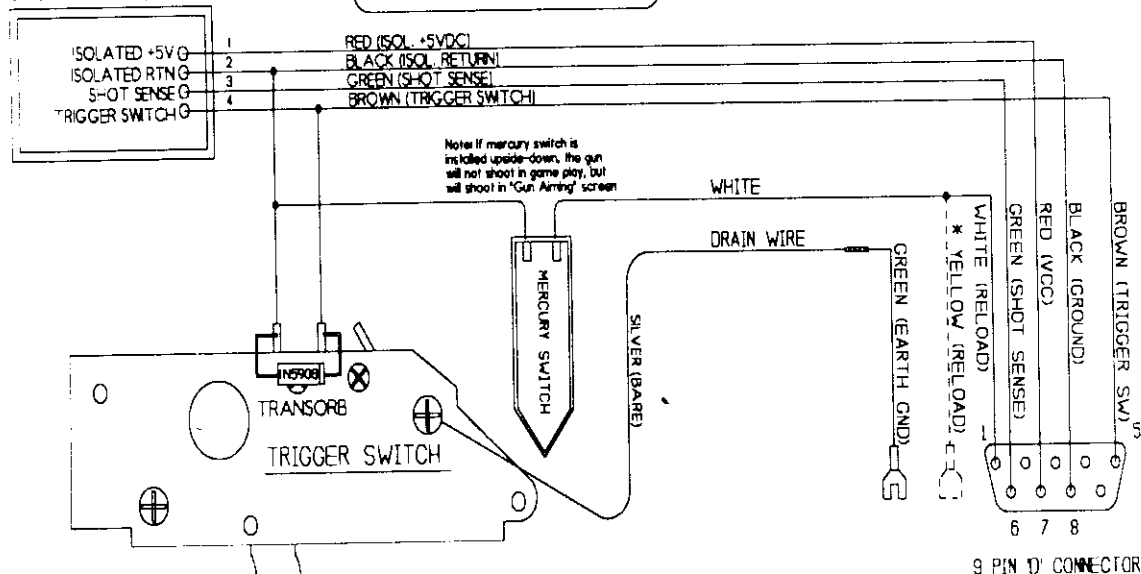 ISOLATED +5V
ISOLATED RTN
SHOT SENSE
TRIGGER SWITCH
1
2
3
4
RED (ISOL. +5VDC)
BLACK (ISOL. RETURN)
GREEN (SHOT SENSE)
BROWN (TRIGGER SWITCH)
Note: If mercury switch is
installed upside-down, the gun
will not shoot in game play, but
will shoot in "Gun Aiming" screen
WHITE
DRAIN WIRE
MERCURY SWITCH
SILVER (BARE)
GREEN (EARTH GND)
* YELLOW (RELOAD)
WHITE (RELOAD)
GREEN (SHOT SENSE)
RED (VCC)
BLACK (GROUND)
BROWN (TRIGGER SW)
1N5908
TRANSORB
TRIGGER SWITCH
1
5
6 7 8
9 PIN 'D' CONNECTOR